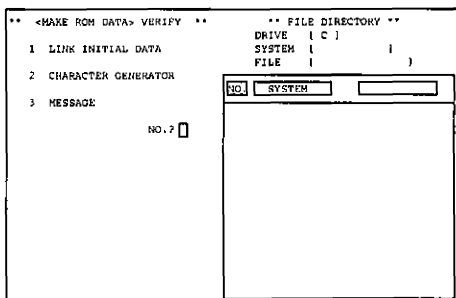 ** <MAKE ROM DATA> VERIFY **
1 LINK INITIAL DATA
2 CHARACTER GENERATOR
3 MESSAGE
NO.?
** FILE DIRECTORY **
DRIVE [ C ]
SYSTEM [ ]
FILE [ ]
NO. SYSTEM